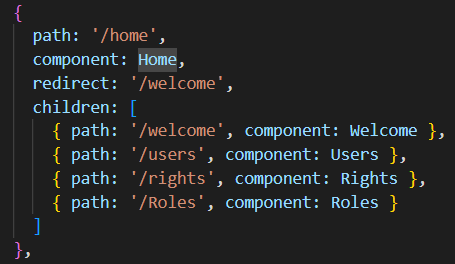 {
path: '/home',
component: Home,
redirect: '/welcome',
children: [
{ path: '/welcome', component: Welcome },
{ path: '/users', component: Users },
{ path: '/rights', component: Rights },
{ path: '/Roles', component: Roles }
]
},